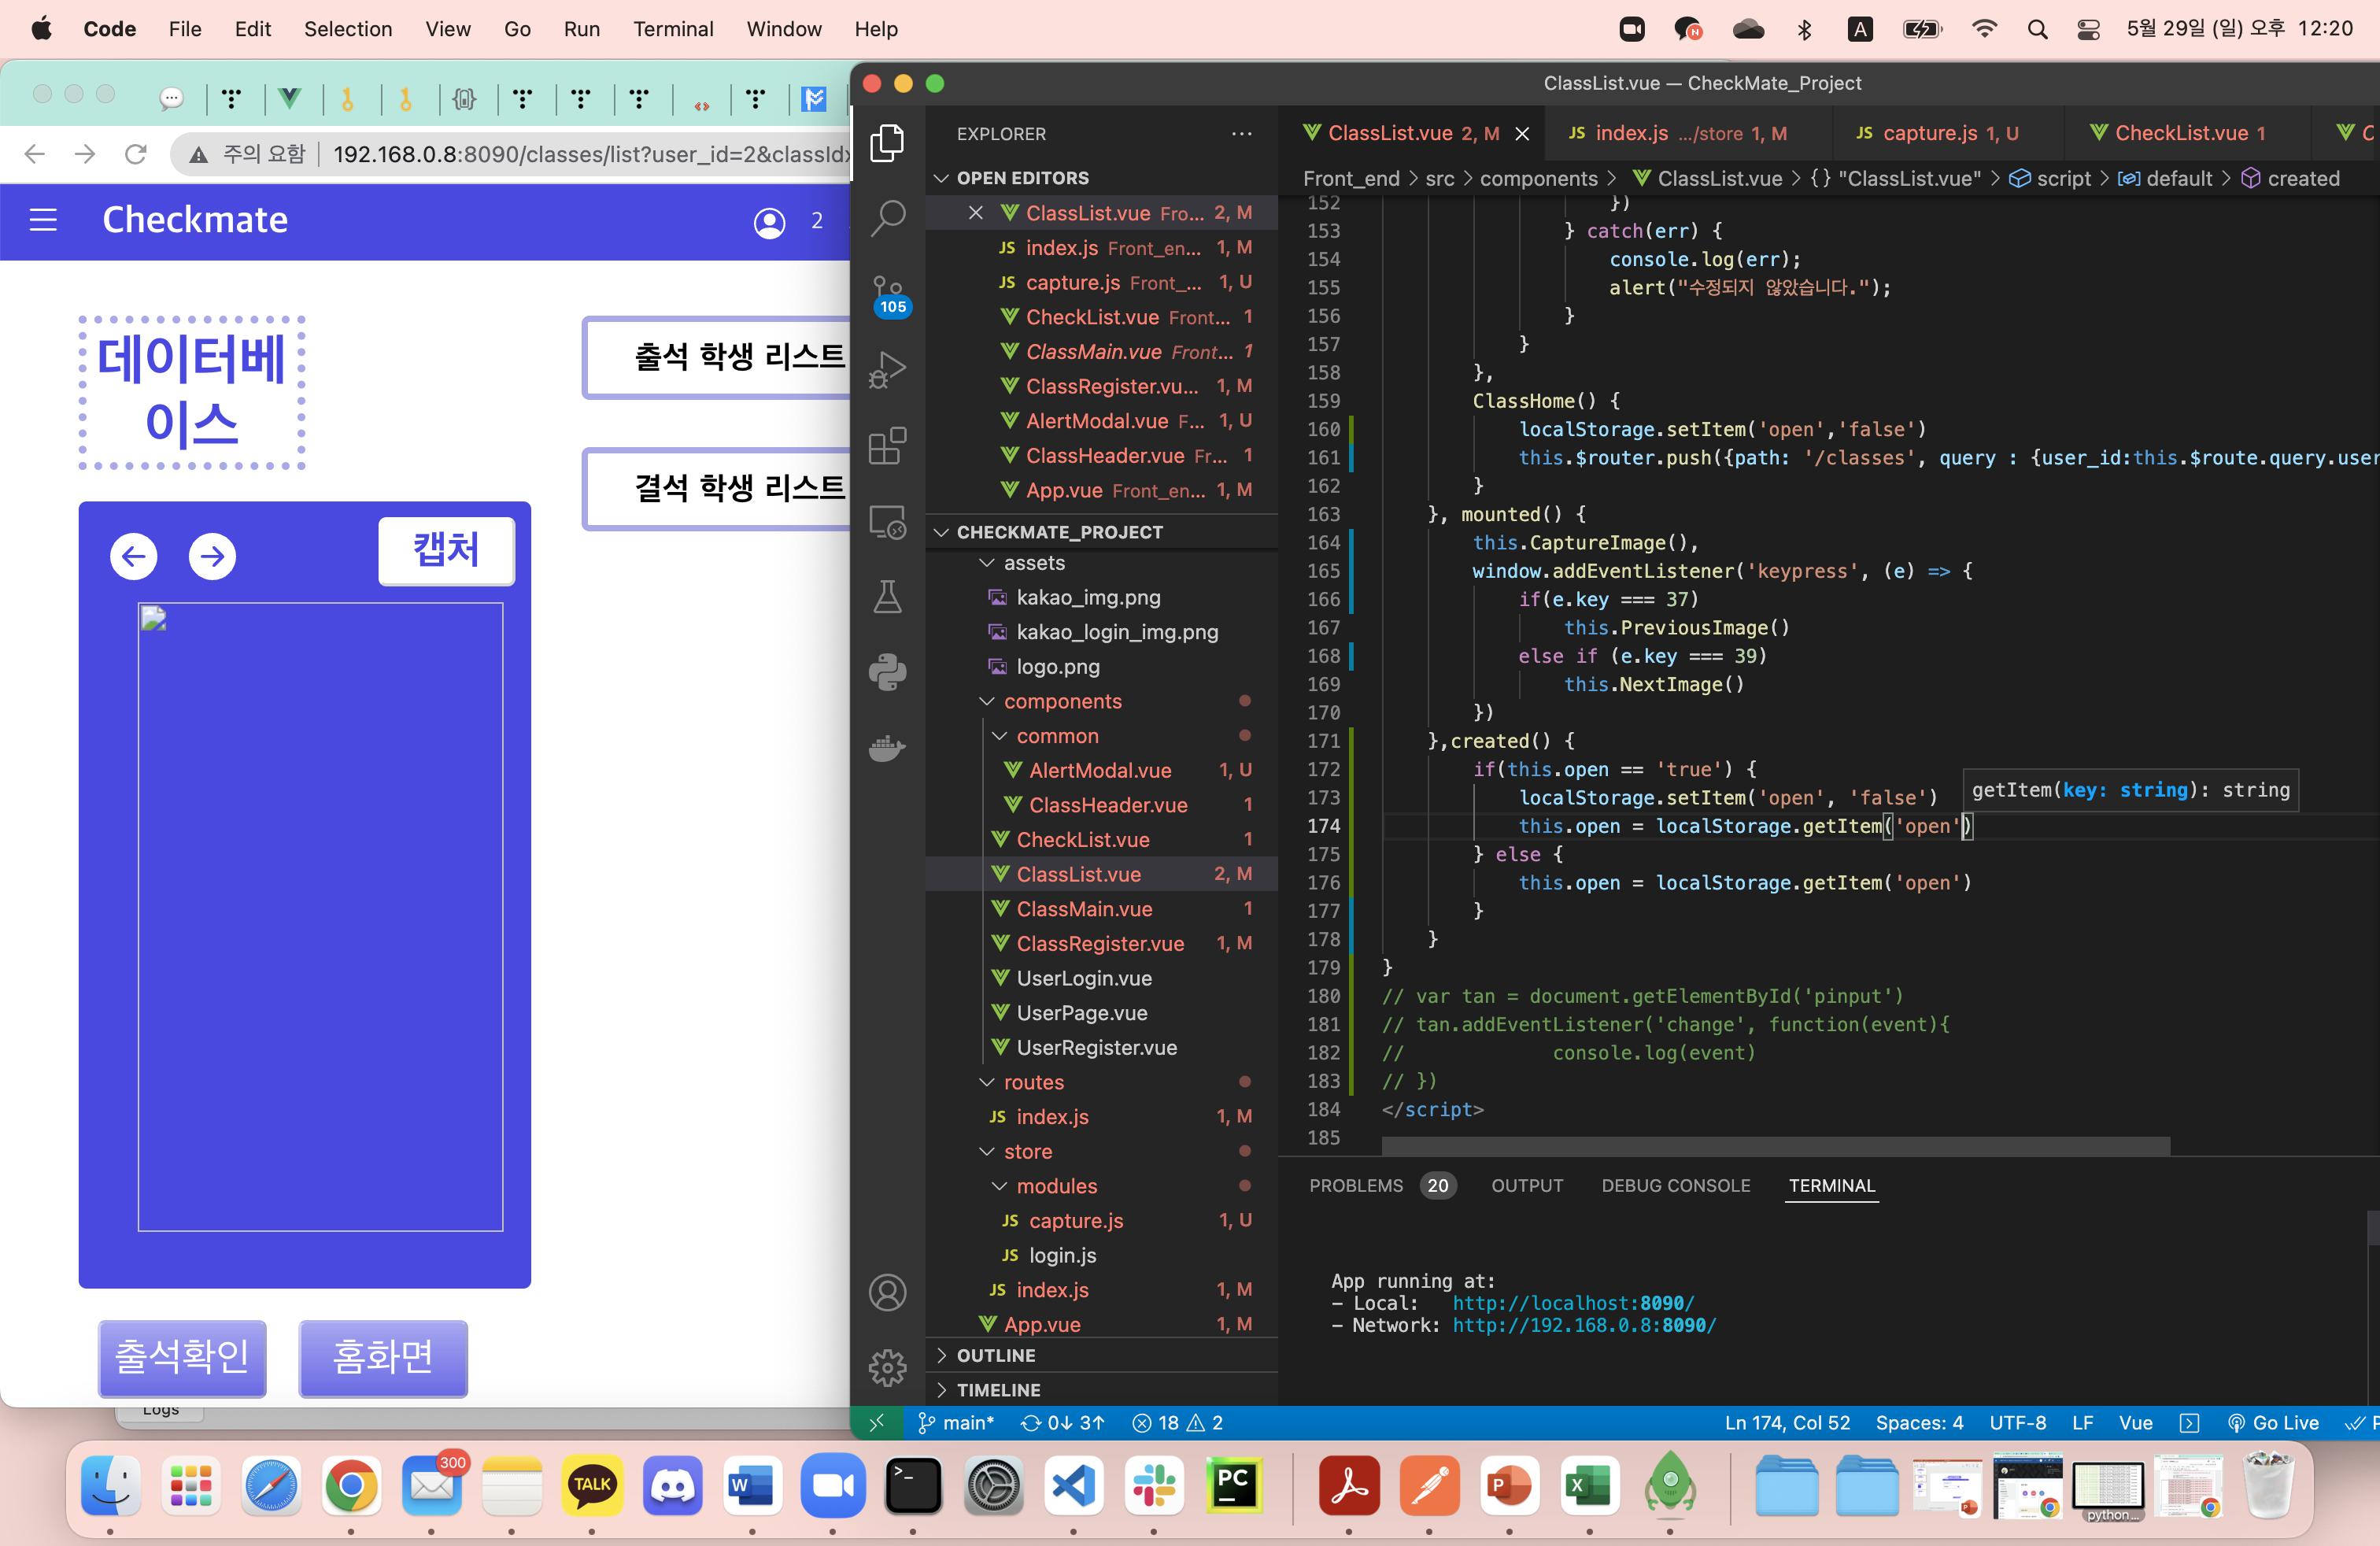 Code File Edit Selection View Go Run Terminal Window Help
A 5월 29일 (일) 오후 12:20
주의 요함 192.168.0.8:8090/classes/list?user_id=2&classIdx
Checkmate 2
데이터베
이스
출석 학생 리스트
결석 학생 리스트
캡처
출석확인 홈화면
Logs
ClassList.vue — CheckMate_Project
EXPLORER
OPEN EDITORS
ClassList.vue Fro... 2, M
JS index.js Front_en... 1, M
JS capture.js Front_... 1, U
CheckList.vue Front... 1
ClassMain.vue Front... 1
ClassRegister.vu... 1, M
AlertModal.vue F... 1, U
ClassHeader.vue Fr... 1
App.vue Front_en... 1, M
105
CHECKMATE_PROJECT
assets
kakao_img.png
kakao_login_img.png
logo.png
components
common
AlertModal.vue 1, U
ClassHeader.vue 1
CheckList.vue 1
ClassList.vue 2, M
ClassMain.vue 1
ClassRegister.vue 1, M
UserLogin.vue
UserPage.vue
UserRegister.vue
routes
JS index.js 1, M
store
modules
JS capture.js 1, U
JS login.js
JS index.js 1, M
App.vue 1, M
OUTLINE
TIMELINE
ClassList.vue 2, M JS index.js .../store 1, M JS capture.js 1, U CheckList.vue 1 C
Front_end > src > components > ClassList.vue > {} "ClassList.vue" > script > default > created
152 })
153 } catch(err) {
154 console.log(err);
155 alert("수정되지 않았습니다.");
156 }
157 }
158 },
159 ClassHome() {
160 localStorage.setItem('open','false')
161 this.$router.push({path: '/classes', query : {user_id:this.$route.query.user
162 }
163 }, mounted() {
164 this.CaptureImage(),
165 window.addEventListener('keypress', (e) => {
166 if(e.key === 37)
167 this.PreviousImage()
168 else if (e.key === 39)
169 this.NextImage()
170 })
171 },created() {
172 if(this.open == 'true') {
173 localStorage.setItem('open', 'false')
getItem(key: string): string
174 this.open = localStorage.getItem('open')
175 } else {
176 this.open = localStorage.getItem('open')
177 }
178 }
179 }
180 // var tan = document.getElementById('pinput')
181 // tan.addEventListener('change', function(event){
182 // console.log(event)
183 // })
184 </script>
185
PROBLEMS 20 OUTPUT DEBUG CONSOLE TERMINAL
App running at:
- Local: http://localhost:8090/
- Network: http://192.168.0.8:8090/
main* 0↓ 3↑ 18 2 Ln 174, Col 52 Spaces: 4 UTF-8 LF Vue Go Live P
300
TALK
W
PC
P
X
python...